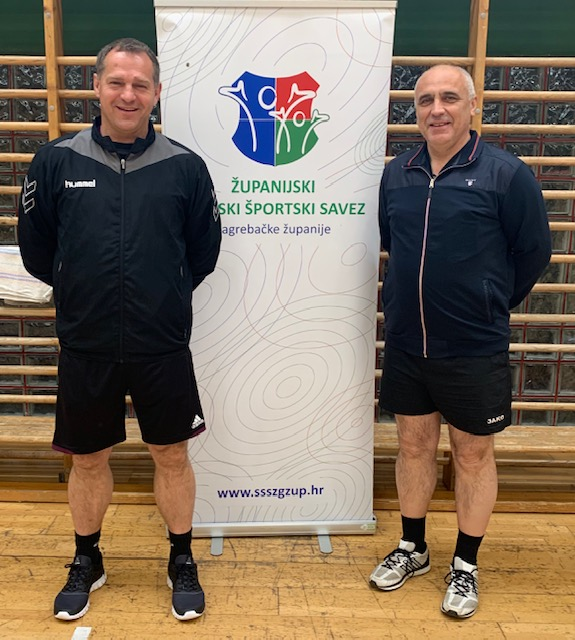 hummel
ŽUPANIJSKI
SKI ŠPORTSKI SAVEZ
agrebačke županije
JAKO
www.ssszgzup.hr